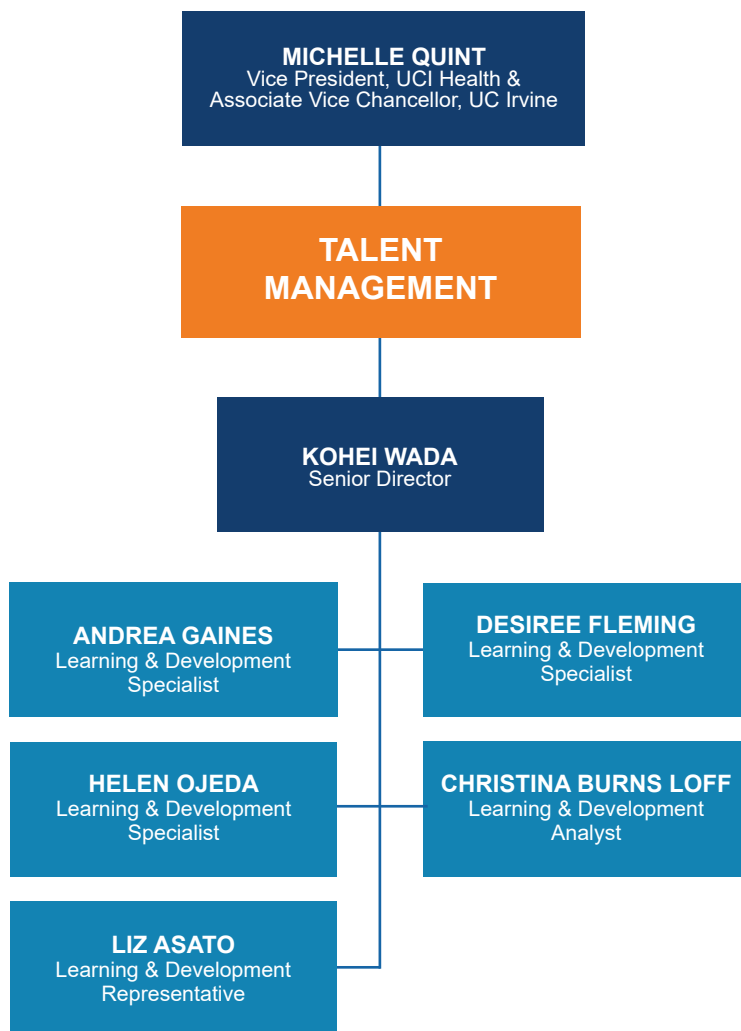 MICHELLE QUINT
Vice President, UCI Health &
Associate Vice Chancellor, UC Irvine
TALENT
MANAGEMENT
KOHEI WADA
Senior Director
ANDREA GAINES
Learning & Development
Specialist
DESIREE FLEMING
Learning & Development
Specialist
HELEN OJEDA
Learning & Development
Specialist
CHRISTINA BURNS LOFF
Learning & Development
Analyst
LIZ ASATO
Learning & Development
Representative